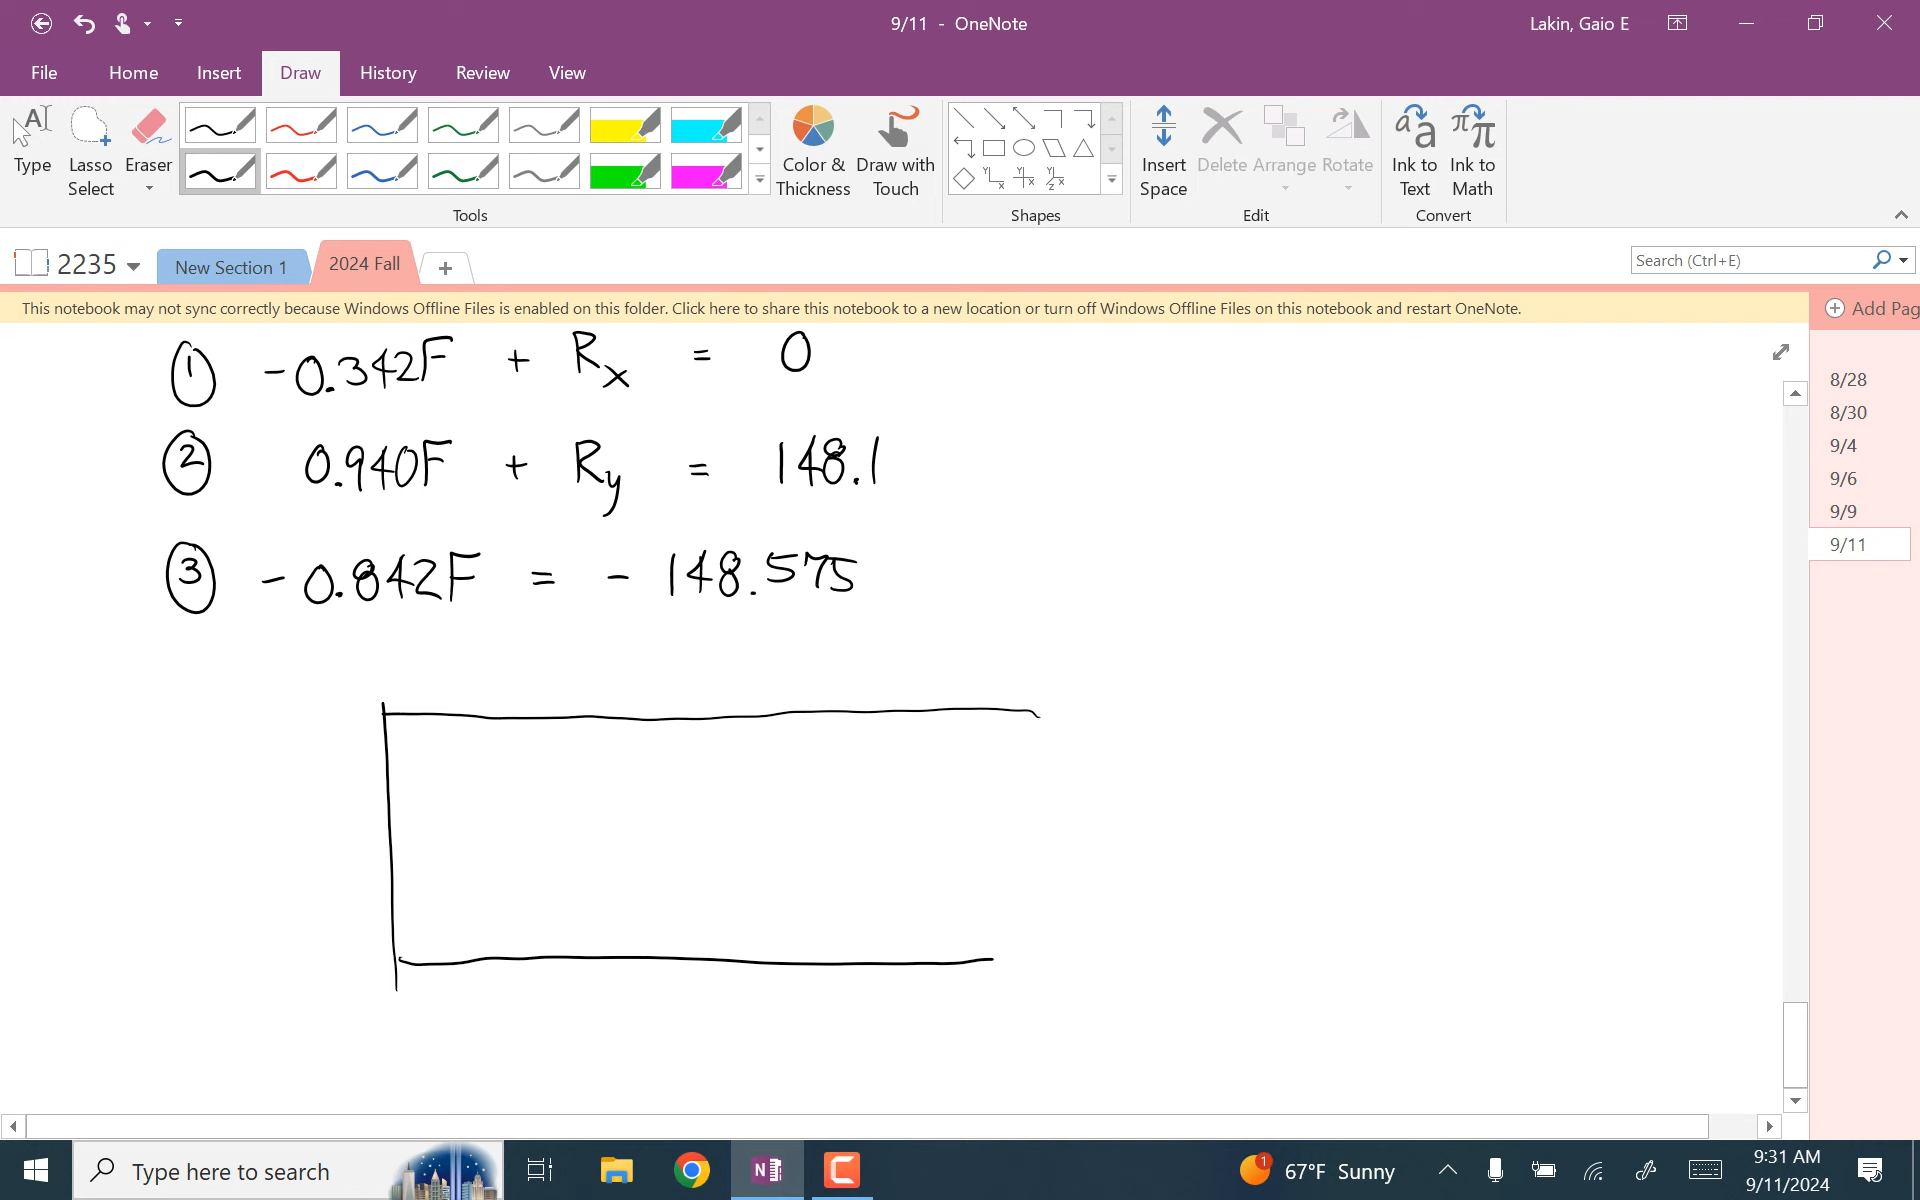 9/11 - OneNote
Lakin, Gaio E
File Home Insert Draw History Review View
Type
Lasso Select
Eraser
Color & Thickness
Draw with Touch
Insert Space
Delete
Arrange
Rotate
Ink to Text
Ink to Math
Tools
Shapes
Edit
Convert
2235
New Section 1
2024 Fall
Search (Ctrl+E)
This notebook may not sync correctly because Windows Offline Files is enabled on this folder. Click here to share this notebook to a new location or turn off Windows Offline Files on this notebook and restart OneNote.
Add Pag
① -0.342F + Rx = 0
② 0.940F + Ry = 148.1
③ -0.842F = -148.575
8/28
8/30
9/4
9/6
9/9
9/11
Type here to search
67°F Sunny
9:31 AM
9/11/2024